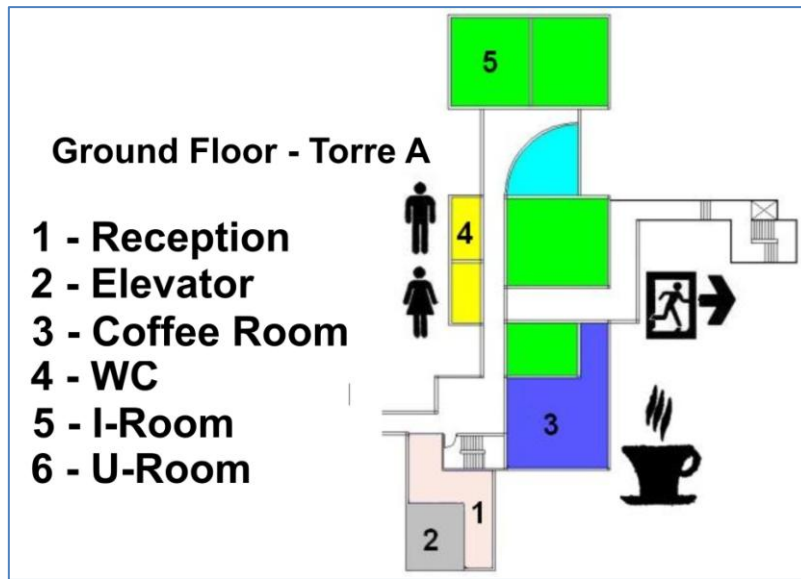 5
Ground Floor - Torre A
1 - Reception
2 - Elevator
3 - Coffee Room
4 - WC
5 - I-Room
6 - U-Room
4
3
1
2